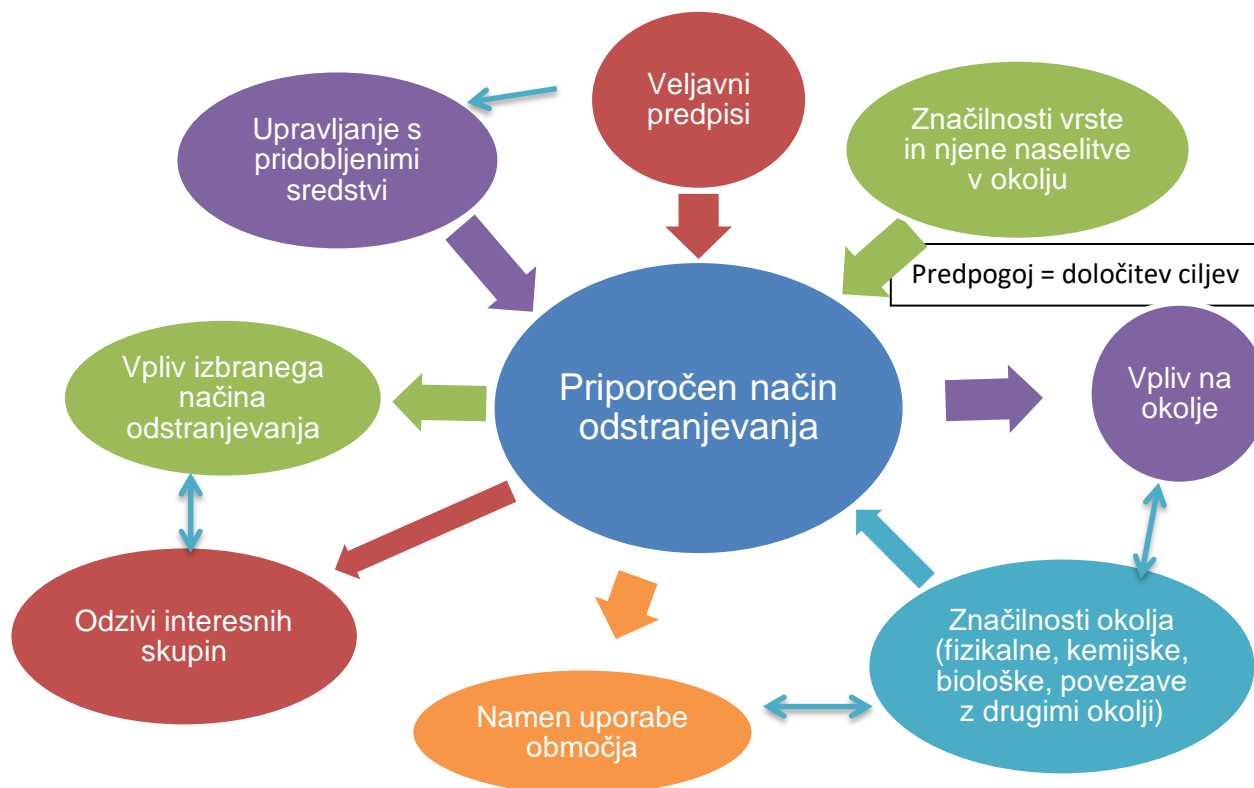 Veljavni
predpisi
Upravljanje s
pridobljenimi
sredstvi
Značilnosti vrste
in njene naselitve
v okolju
Predpogoj = določitev ciljev
Vpliv izbranega
načina
odstranjevanja
Priporočen način
odstranjevanja
Vpliv na
okolje
Odzivi interesnih
skupin
Namen uporabe
območja
Značilnosti okolja
(fizikalne, kemijske,
biološke, povezave
z drugimi okolji)